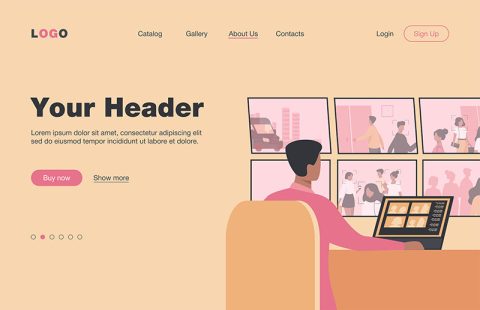 LOGO
Catalog
Gallery
About Us
Contacts
Login
Sign Up
Your Header
Lorem ipsum dolor sit amet, consectetur adipiscing elit
sed do eiusmod tempor incididunt ut labore et dolore.
Buy now
Show more